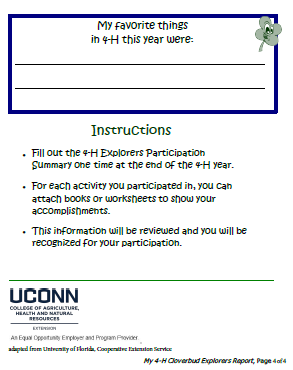 My favorite things
in 4-H this year were:
Instructions
• Fill out the 4-H Explorers Participation
Summary one time at the end of the 4-H year.
• For each activity you participated in, you can
attach books or worksheets to show your
accomplishments.
• This information will be reviewed and you will be
recognized for your participation.
UCONN
COLLEGE OF AGRICULTURE,
HEALTH AND NATURAL
RESOURCES
EXTENSION
An Equal Opportunity Employer and Program Provider.
adapted from University of Florida, Cooperative Extension Service
My 4-H Cloverbud Explorers Report, Page 4 of 4